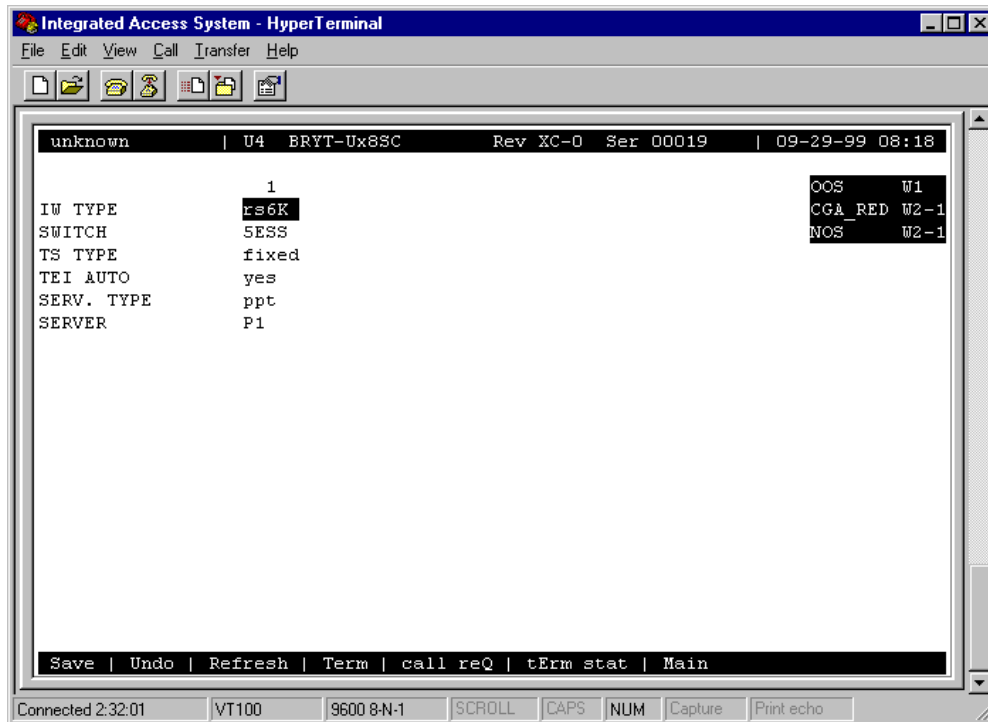 Integrated Access System - HyperTerminal
File Edit View Call Transfer Help
unknown | U4 BRYT-Ux8SC Rev XC-0 Ser 00019 | 09-29-99 08:18
1 OOS W1
IW TYPE rs6K CGA_RED W2-1
SWITCH 5ESS NOS W2-1
TS TYPE fixed
TEI AUTO yes
SERV. TYPE ppt
SERVER P1
Save | Undo | Refresh | Term | call reQ | tErm stat | Main
Connected 2:32:01 VT100 9600 8-N-1 SCROLL CAPS NUM Capture Print echo